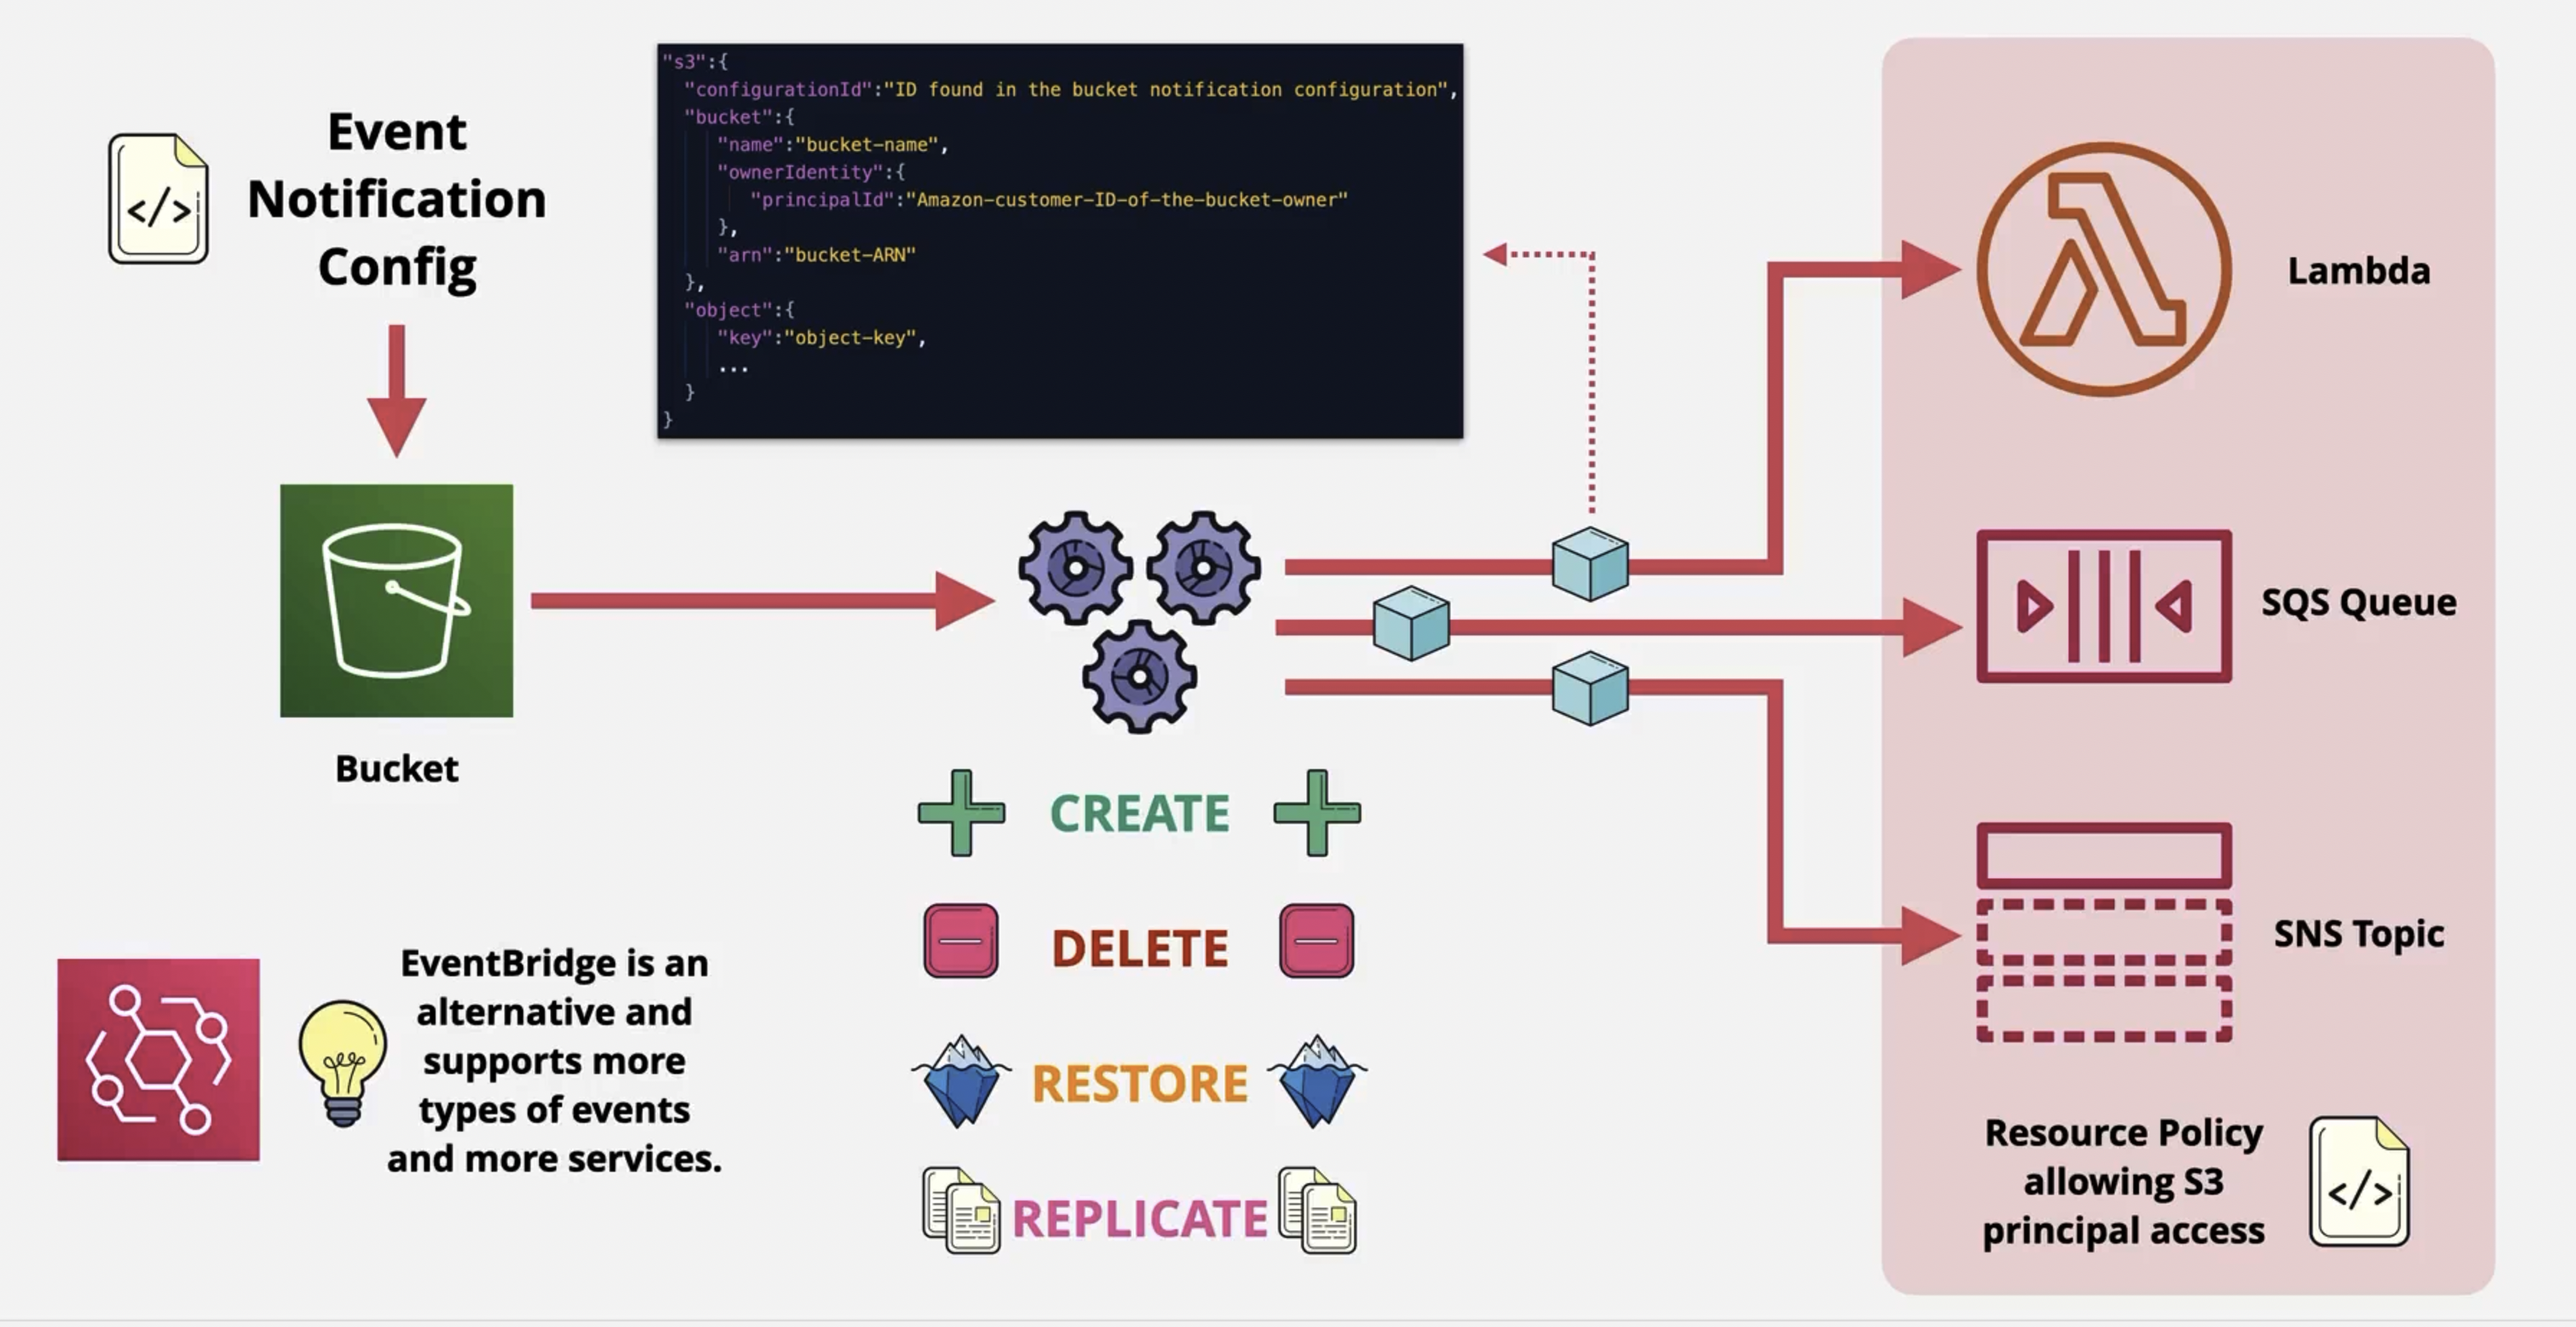 Event
Notification
Config
"s3":{
"configurationId":"ID found in the bucket notification configuration",
"bucket":{
"name":"bucket-name",
"ownerIdentity":{
"principalId":"Amazon-customer-ID-of-the-bucket-owner"
},
"arn":"bucket-ARN"
},
"object":{
"key":"object-key",
...
}
}
</>
Bucket
Lambda
SQS Queue
SNS Topic
CREATE
DELETE
RESTORE
REPLICATE
EventBridge is an
alternative and
supports more
types of events
and more services.
Resource Policy
allowing S3
principal access
</>